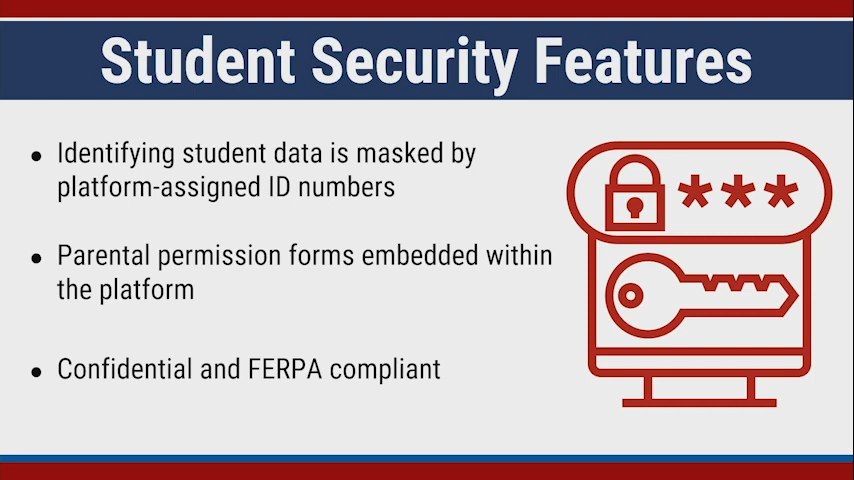 Student Security Features
● Identifying student data is masked by
platform-assigned ID numbers
● Parental permission forms embedded within
the platform
● Confidential and FERPA compliant
***